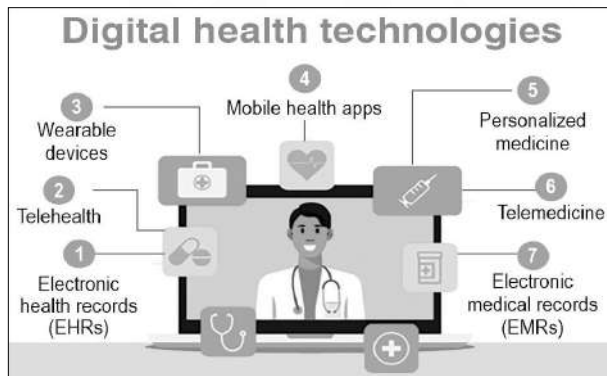 Digital health technologies
4
Mobile health apps
3
Wearable
devices
5
Personalized
medicine
2
Telehealth
6
Telemedicine
1
Electronic
health records
(EHRs)
7
Electronic
medical records
(EMRs)